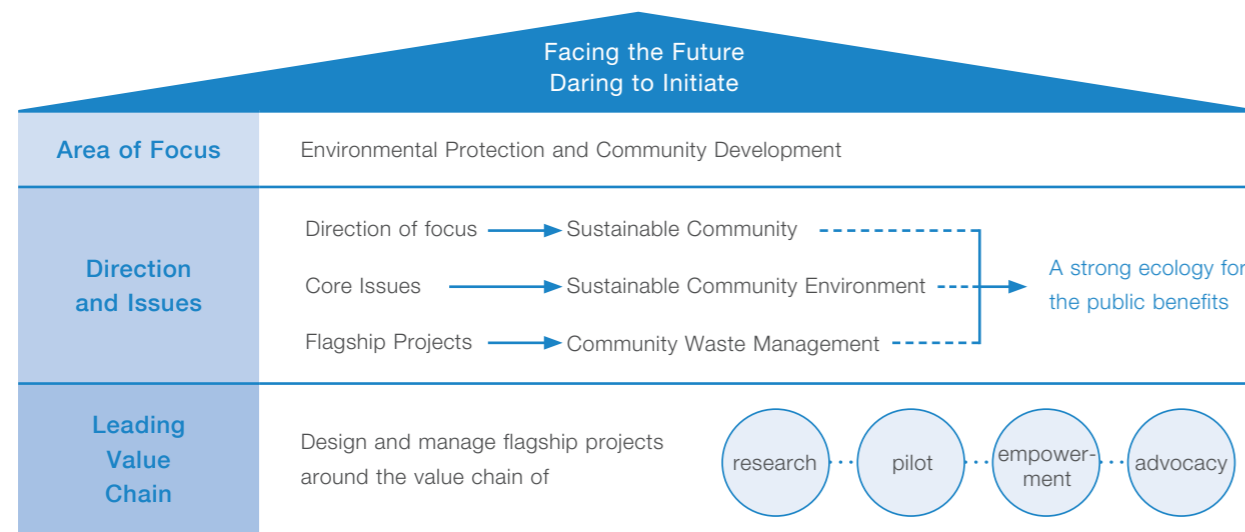 Facing the Future
Daring to Initiate
Area of Focus
Environmental Protection and Community Development
Direction
and Issues
Direction of focus
Sustainable Community
Core Issues
Sustainable Community Environment
Flagship Projects
Community Waste Management
A strong ecology for
the public benefits
Leading
Value
Chain
Design and manage flagship projects
around the value chain of
research
pilot
empower-
ment
advocacy